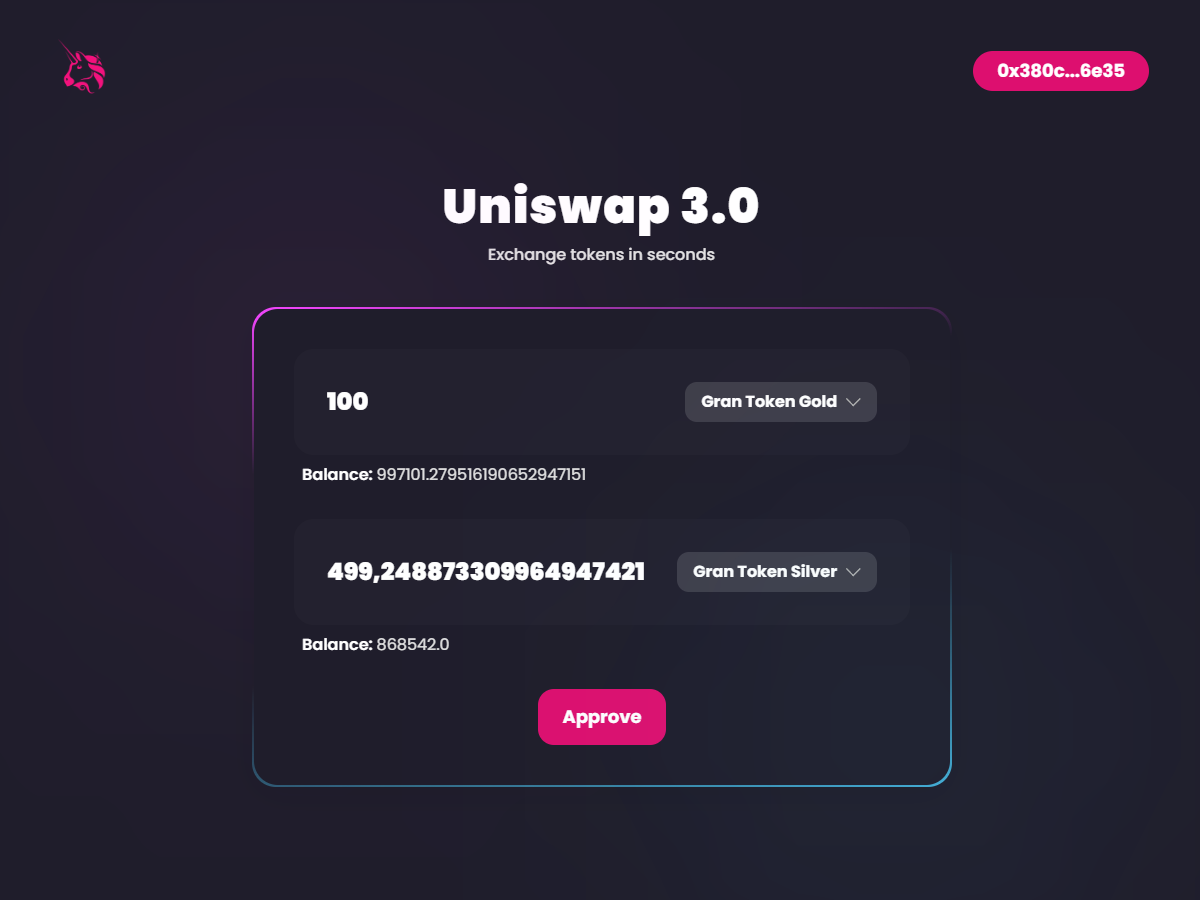 0x380c...6e35
Uniswap 3.0
Exchange tokens in seconds
100
Gran Token Gold
Balance: 997101.279516190652947151
499,248873309964947421
Gran Token Silver
Balance: 868542.0
Approve